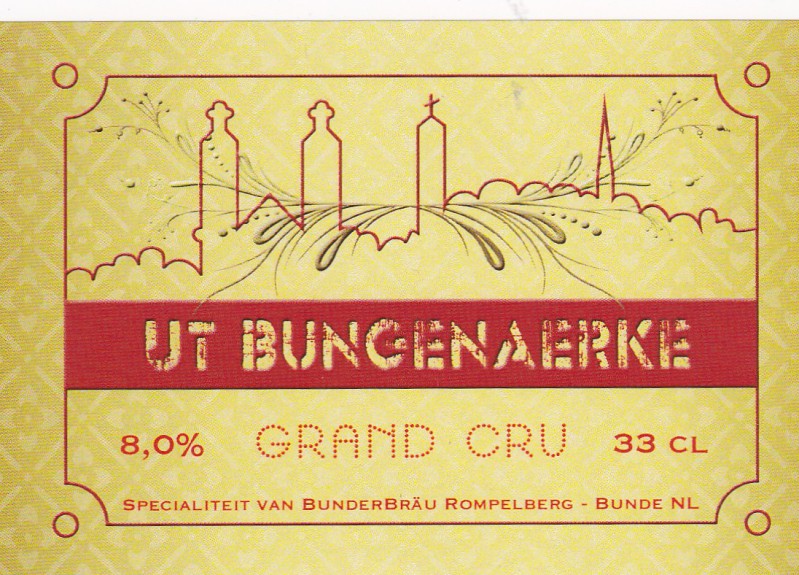 UT BUNGENAERKE
8,0% GRAND CRU 33 CL
SPECIALITEIT VAN BUNDERBRÄU ROMPELBERG - BUNDE NL